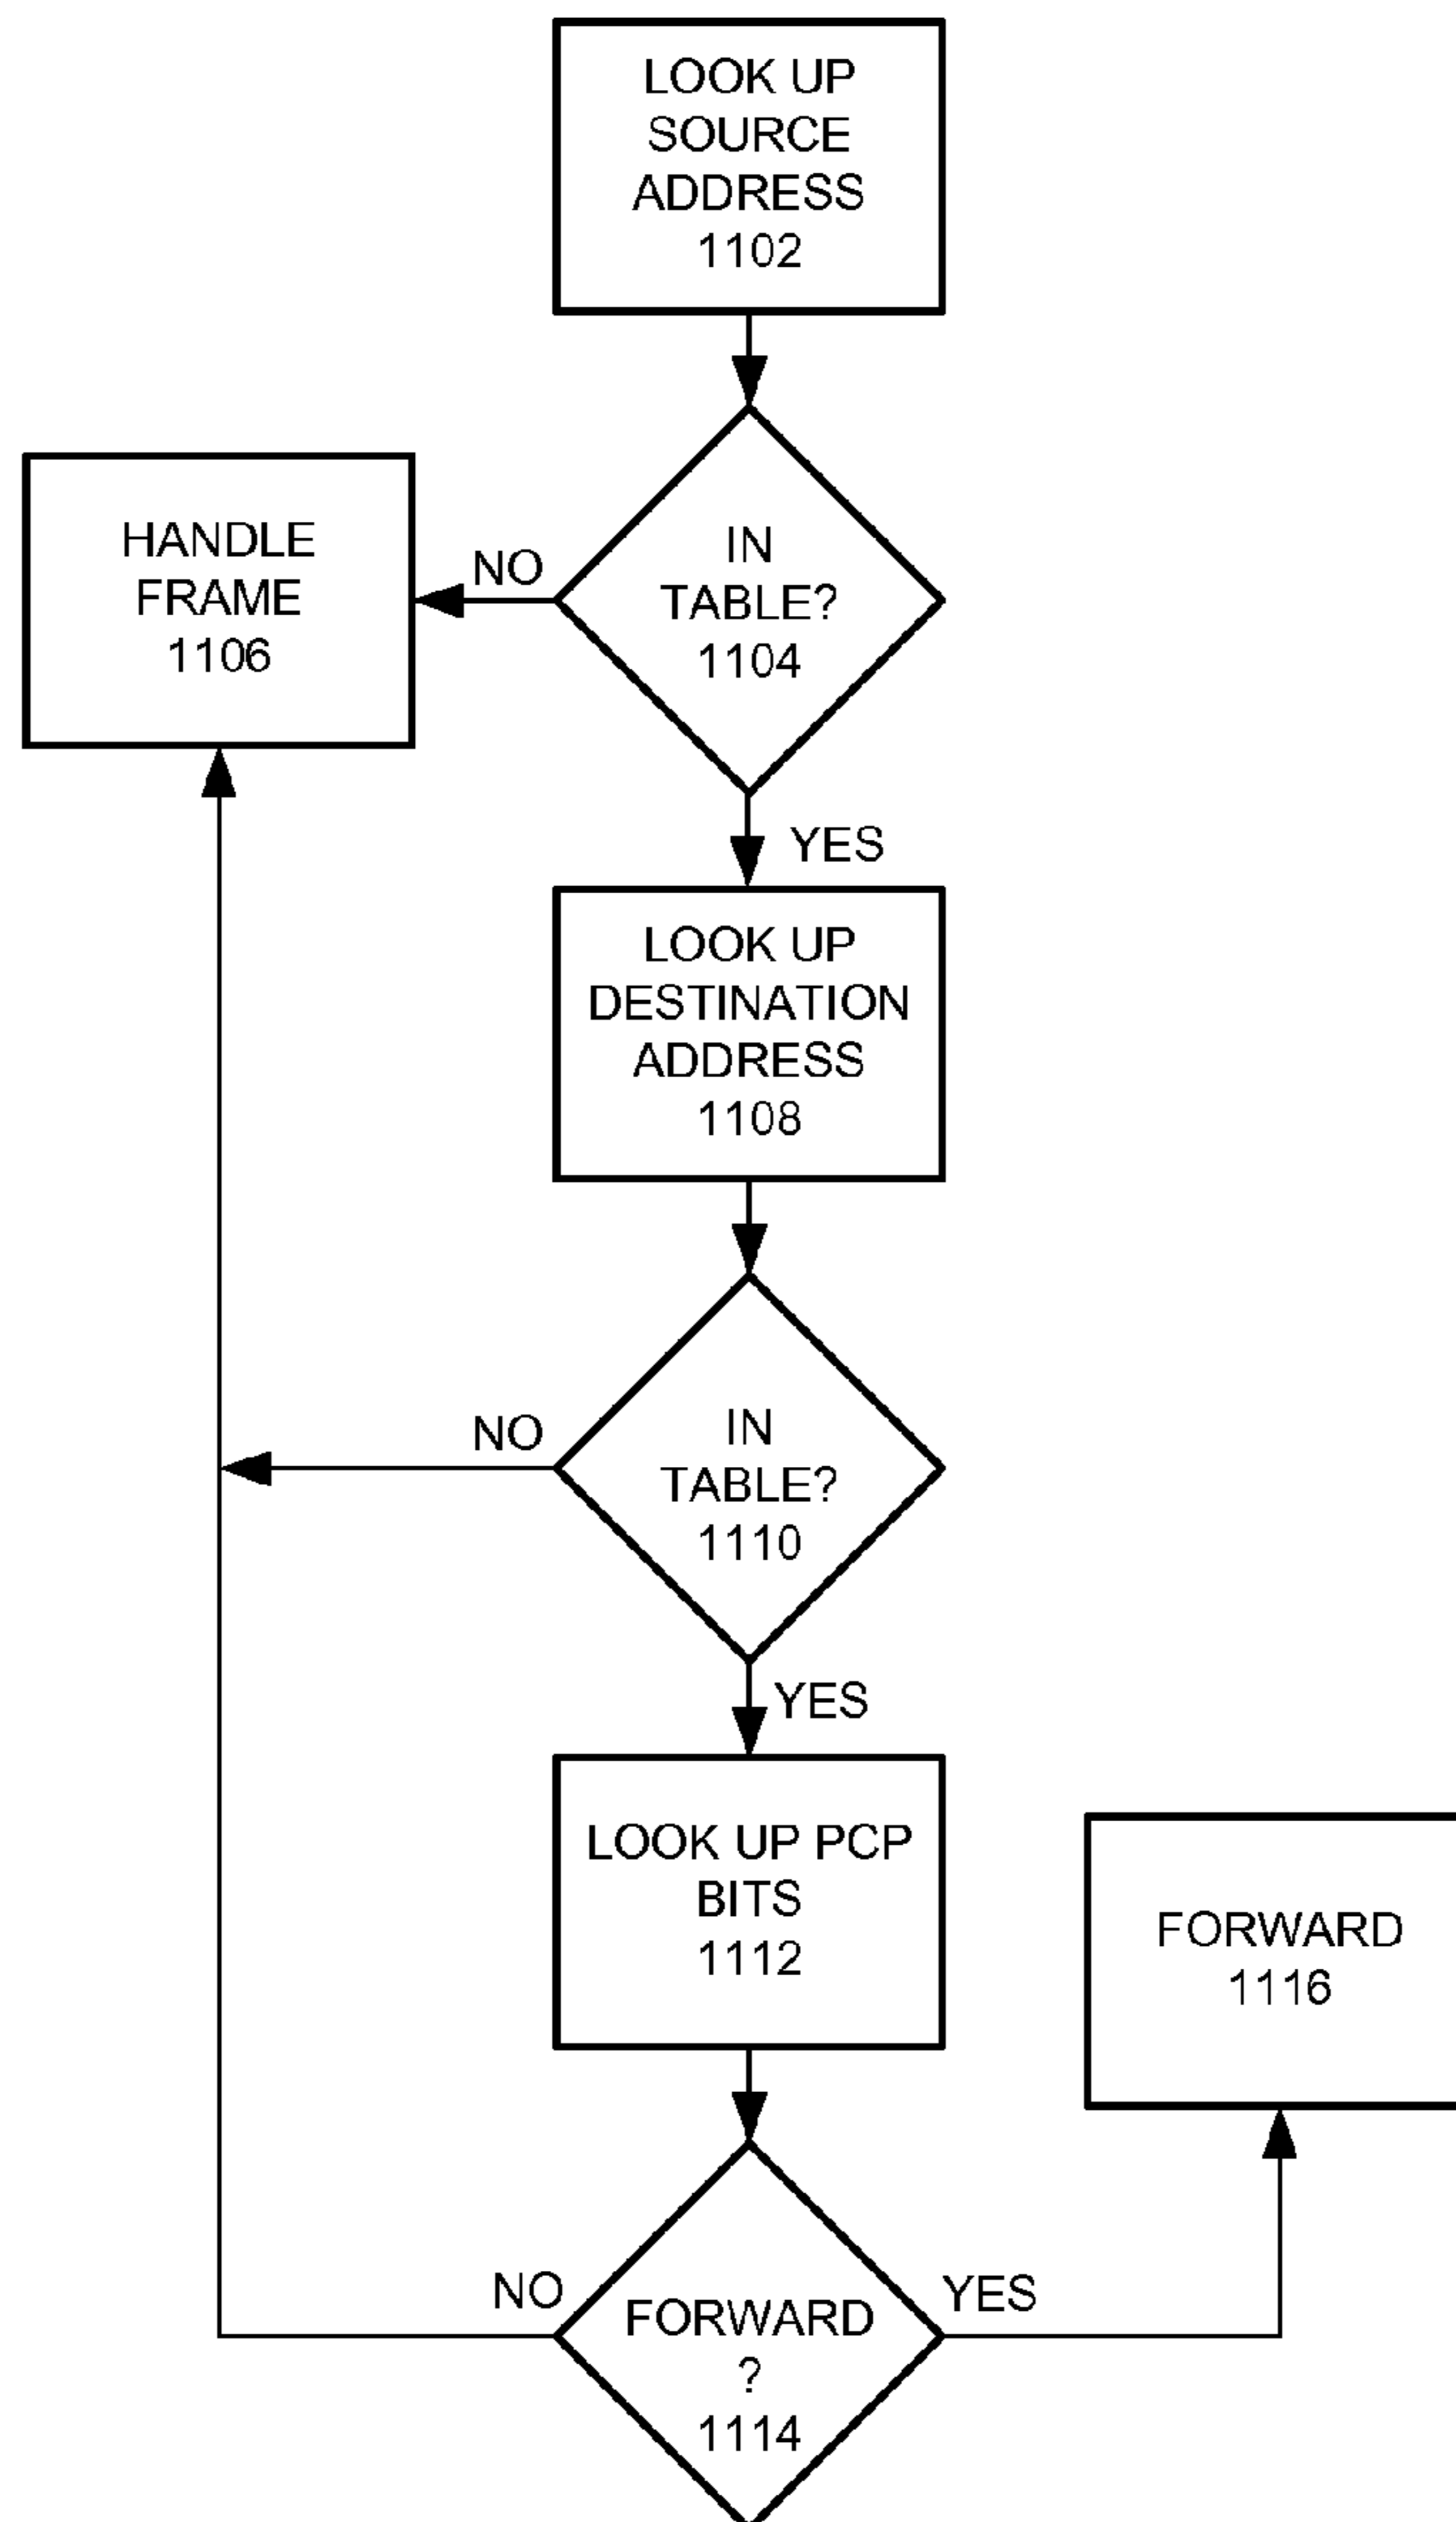 LOOK UP
SOURCE
ADDRESS
1102
HANDLE
FRAME
1106
NO
IN
TABLE?
1104
YES
LOOK UP
DESTINATION
ADDRESS
1108
NO
IN
TABLE?
1110
YES
LOOK UP PCP
BITS
1112
FORWARD
1116
NO
FORWARD
?
1114
YES